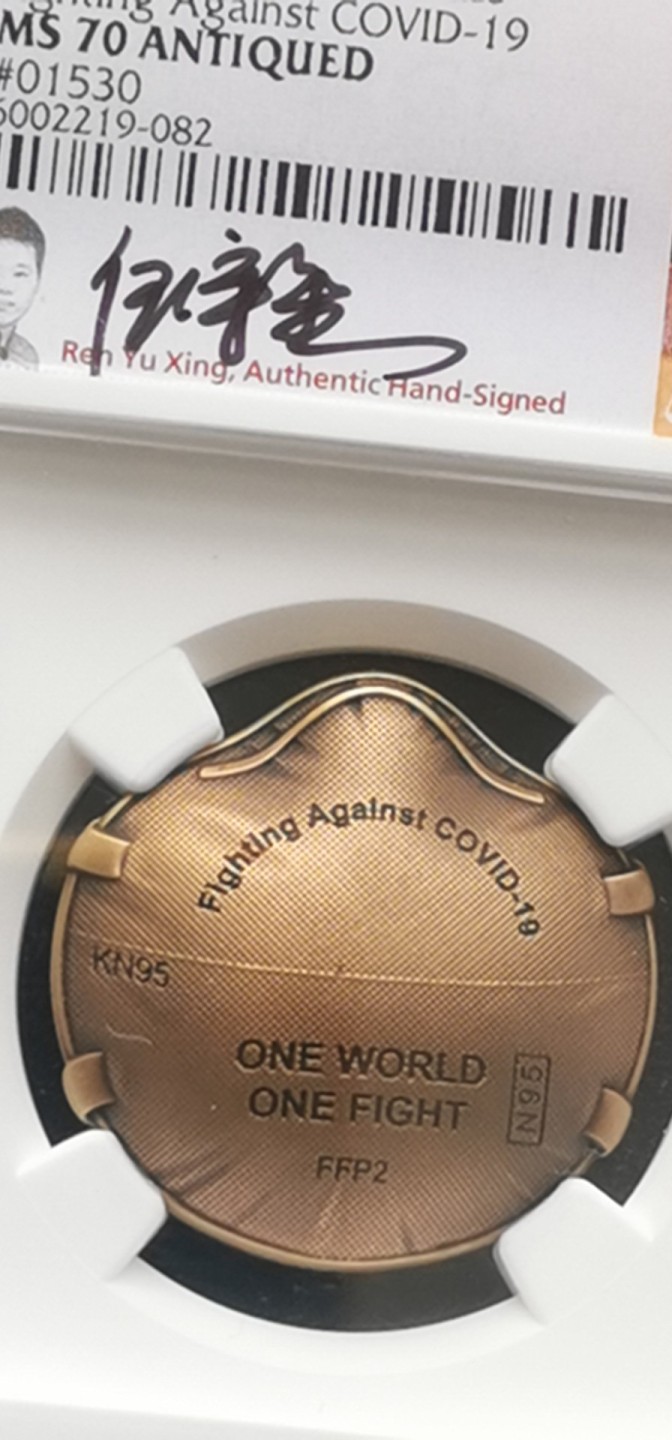 Against COVID-19
MS 70 ANTIQUED
#01530
6002219-082
Ren Yu Xing, Authentic Hand-Signed
Fighting Against COVID-19
KN95
ONE WORLD
ONE FIGHT
N95
FFP2